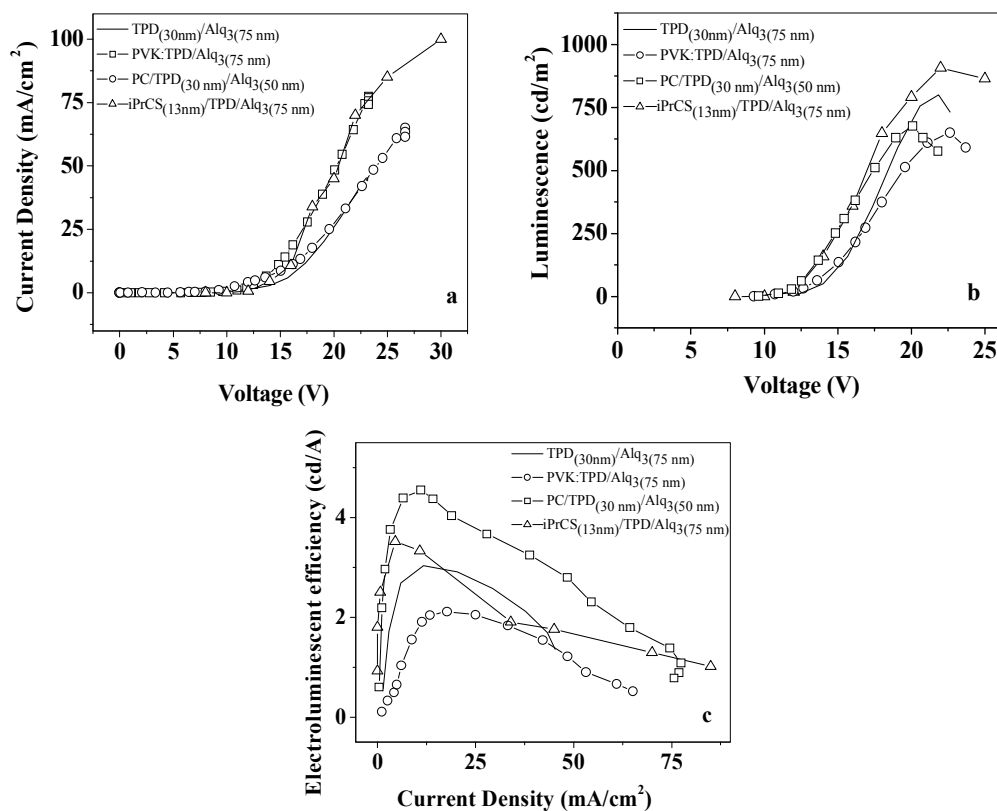 TPD(30nm)/Alq3(75 nm)
PVK:TPD/Alq3(75 nm)
PC/TPD(30 nm)/Alq3(50 nm)
iPrCS(13nm)/TPD/Alq3(75 nm)
100
75
50
25
0
Current Density (mA/cm²)
a
0 5 10 15 20 25 30
Voltage (V)
TPD(30nm)/Alq3(75 nm)
PVK:TPD/Alq3(75 nm)
PC/TPD(30 nm)/Alq3(50 nm)
iPrCS(13nm)/TPD/Alq3(75 nm)
1000
750
500
250
0
Luminescence (cd/m²)
b
0 5 10 15 20 25
Voltage (V)
TPD(30nm)/Alq3(75 nm)
PVK:TPD/Alq3(75 nm)
PC/TPD(30 nm)/Alq3(50 nm)
iPrCS(13nm)/TPD/Alq3(75 nm)
4
2
0
Electroluminescent efficiency (cd/A)
c
0 25 50 75
Current Density (mA/cm²)